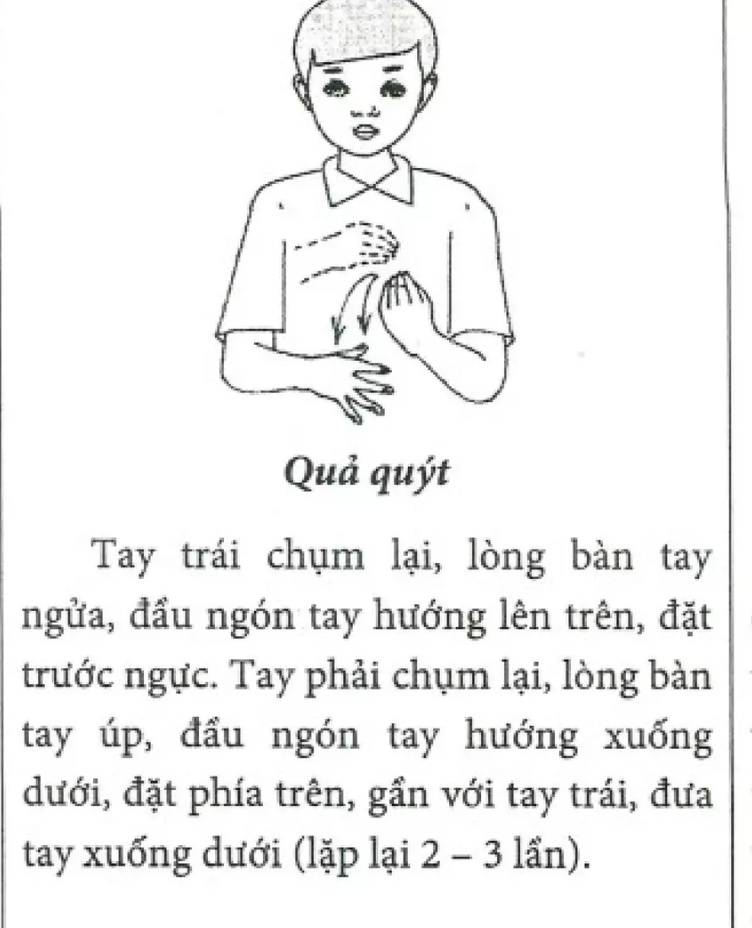 Quả quýt
Tay trái chụm lại, lòng bàn tay
ngửa, đầu ngón tay hướng lên trên, đặt
trước ngực. Tay phải chụm lại, lòng bàn
tay úp, đầu ngón tay hướng xuống
dưới, đặt phía trên, gần với tay trái, đưa
tay xuống dưới (lặp lại 2 – 3 lần).